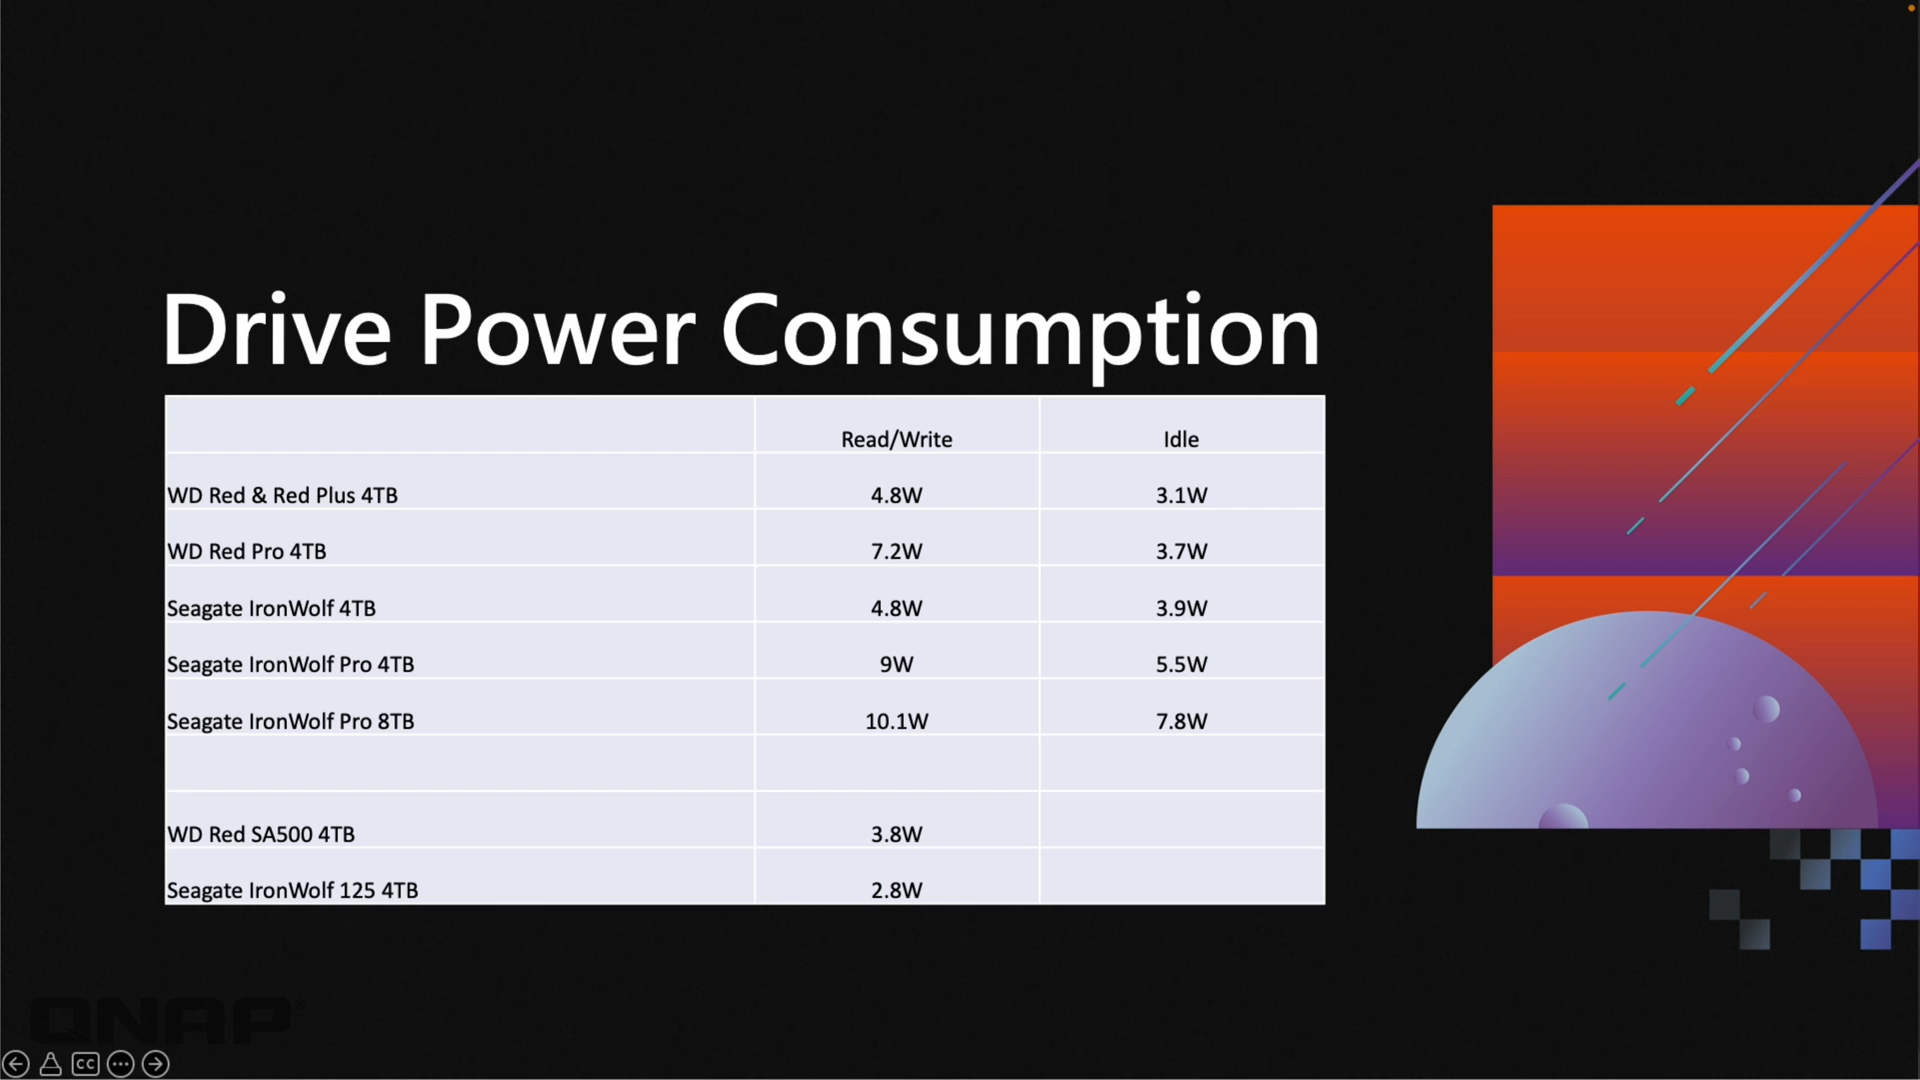 Drive Power Consumption
Read/Write Idle
WD Red & Red Plus 4TB 4.8W 3.1W
WD Red Pro 4TB 7.2W 3.7W
Seagate IronWolf 4TB 4.8W 3.9W
Seagate IronWolf Pro 4TB 9W 5.5W
Seagate IronWolf Pro 8TB 10.1W 7.8W
WD Red SA500 4TB 3.8W
Seagate IronWolf 125 4TB 2.8W
QNAP
CC